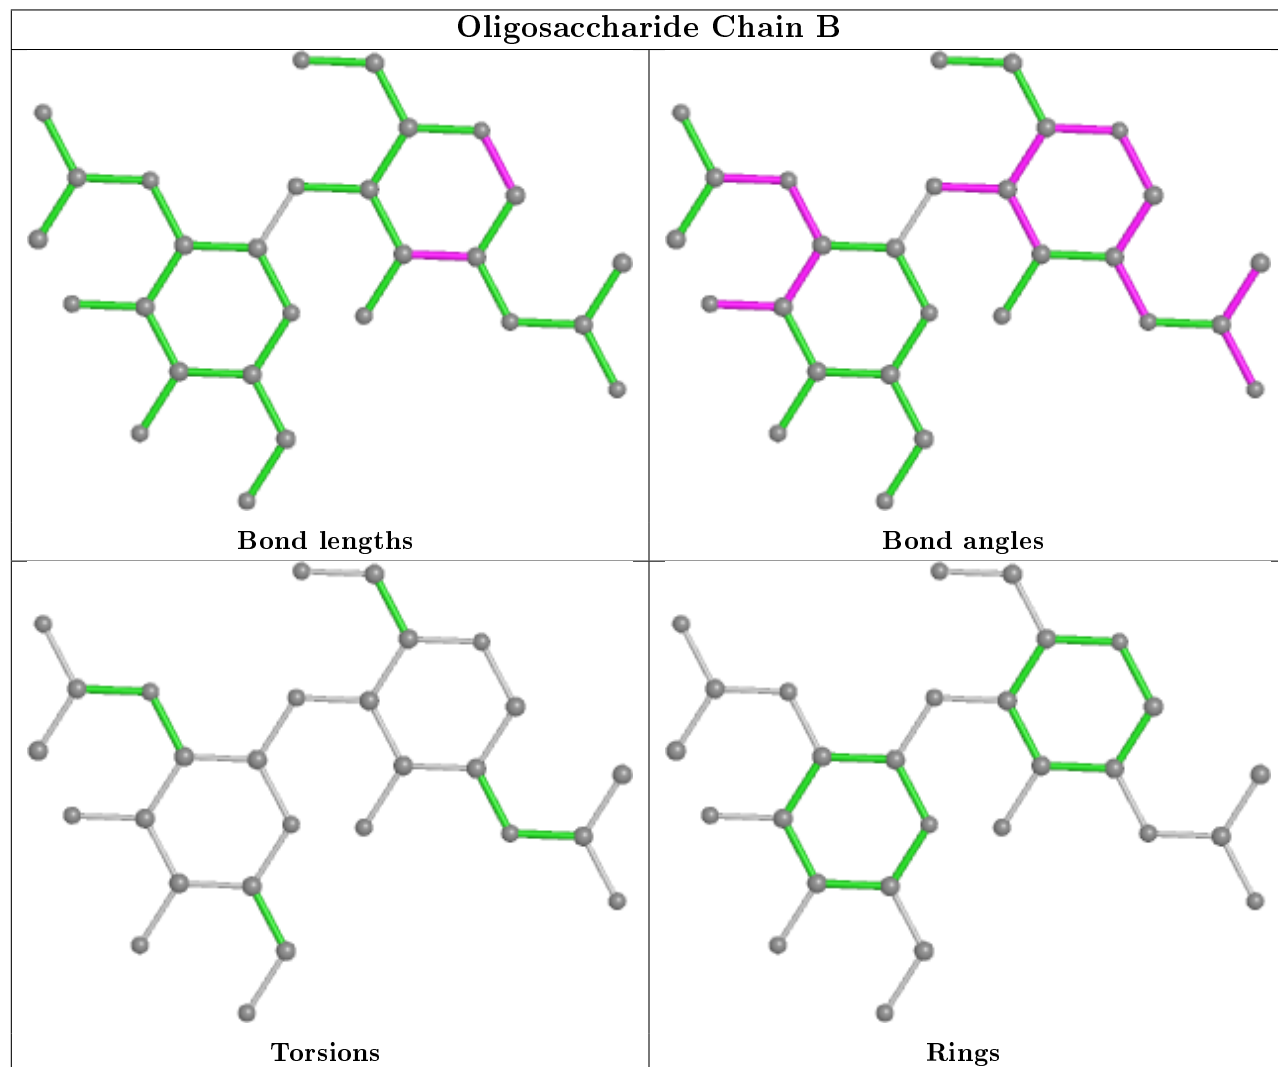 Oligosaccharide Chain B
Bond lengths
Bond angles
Torsions
Rings